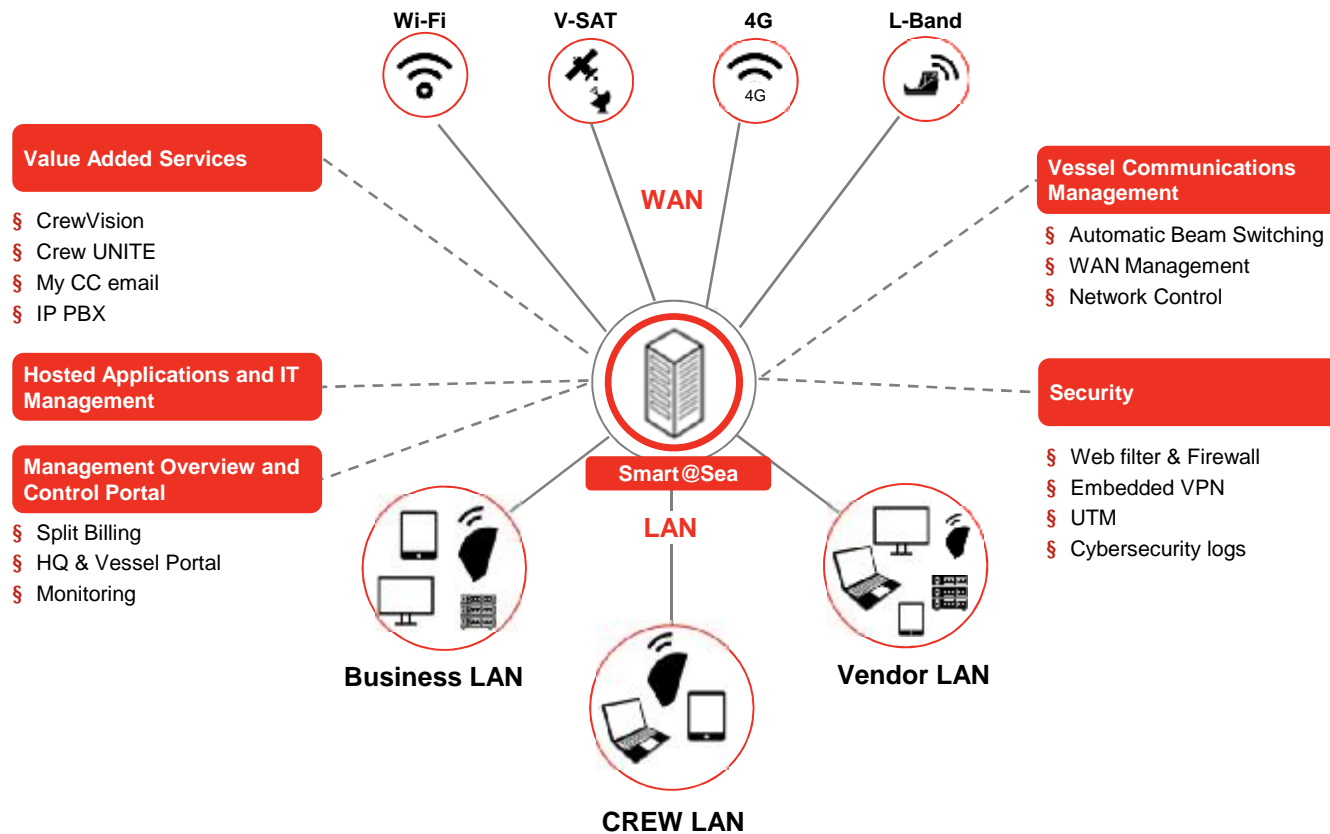 Wi-Fi
V-SAT
4G
L-Band
4G
WAN
Value Added Services
§ CrewVision
§ Crew UNITE
§ My CC email
§ IP PBX
Hosted Applications and IT
Management
Management Overview and
Control Portal
§ Split Billing
§ HQ & Vessel Portal
§ Monitoring
Vessel Communications
Management
§ Automatic Beam Switching
§ WAN Management
§ Network Control
Security
§ Web filter & Firewall
§ Embedded VPN
§ UTM
§ Cybersecurity logs
Smart@Sea
LAN
Business LAN
CREW LAN
Vendor LAN